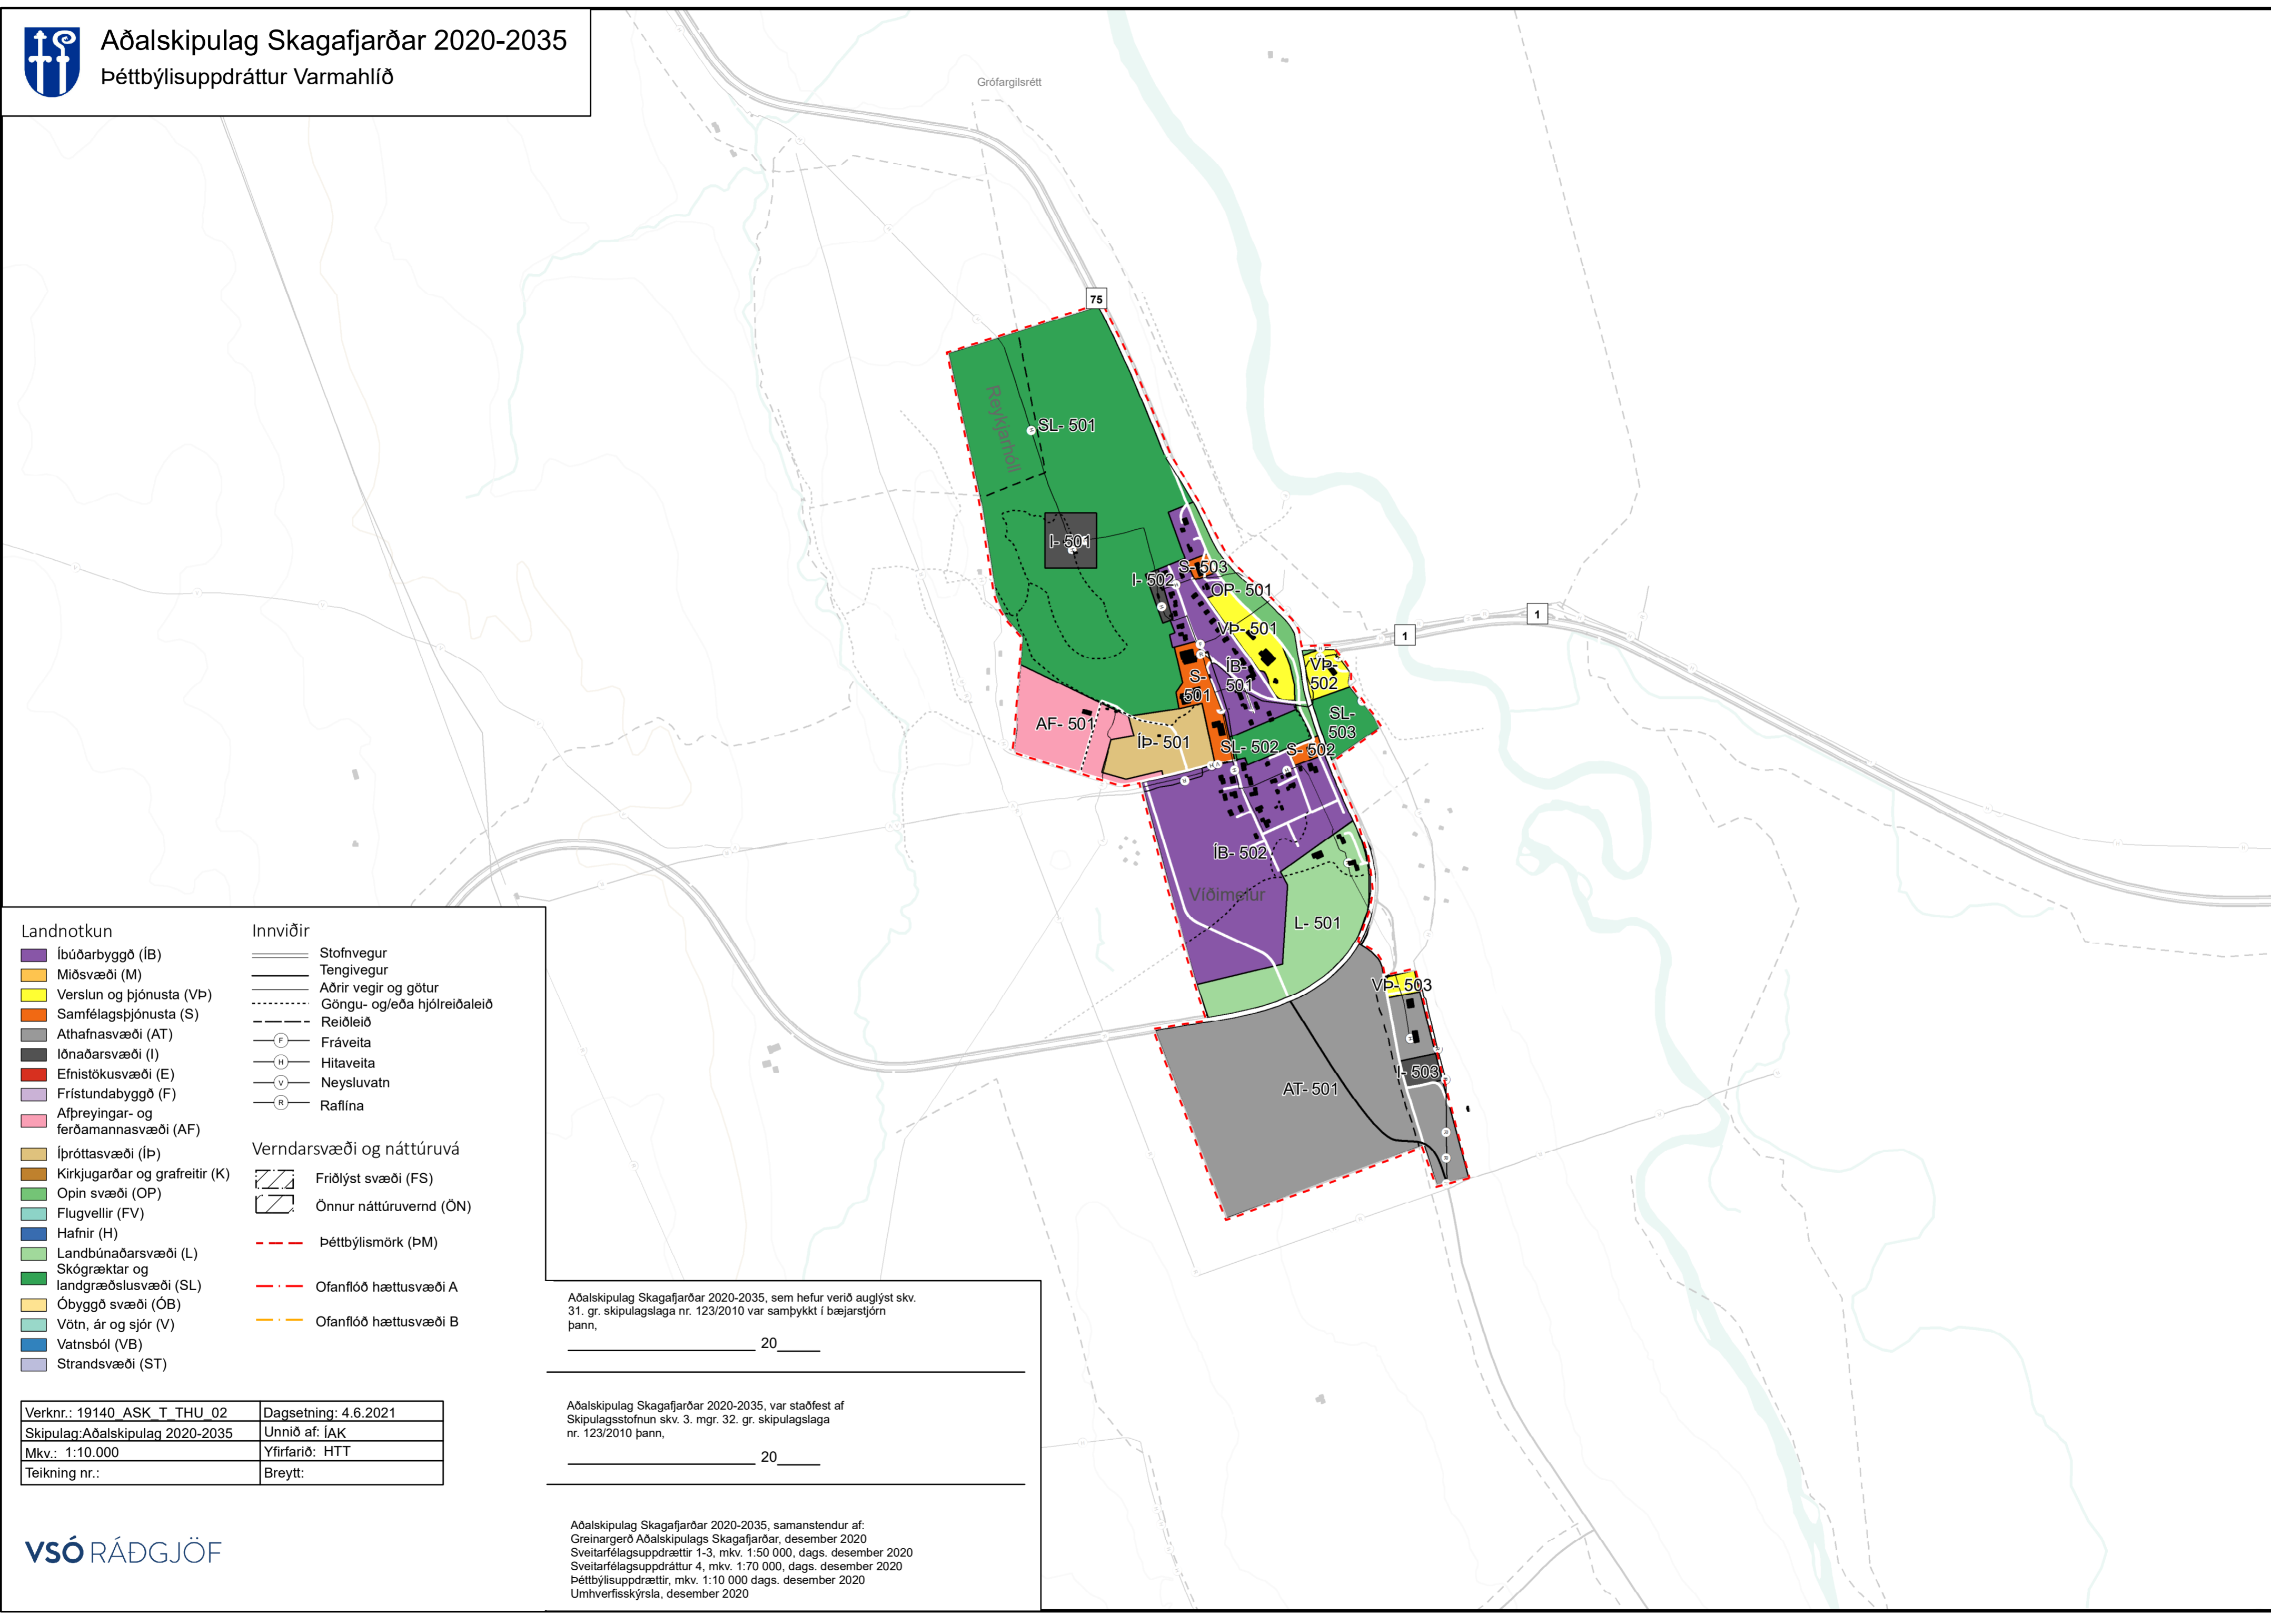 Aðalskipulag Skagafjarðar 2020-2035
Þéttbýlisuppdráttur Varmahlíð
Grófargilsrétt
75
Reykjarhóll
SL- 501
I- 501
I- 502
S- 503
OP- 501
VÞ- 501
1
1
ÍB-
501
S-
501
VÞ-
502
SL-
503
AF- 501
ÍÞ- 501
SL- 502
S- 502
ÍB- 502
Víðimelur
L- 501
VÞ- 503
I- 503
AT- 501
Landnotkun
Íbúðarbyggð (ÍB)
Miðsvæði (M)
Verslun og þjónusta (VÞ)
Samfélagsþjónusta (S)
Athafnasvæði (AT)
Iðnaðarsvæði (I)
Efnistökusvæði (E)
Frístundabyggð (F)
Afþreyingar- og
ferðamannasvæði (AF)
Íþróttasvæði (ÍÞ)
Kirkjugarðar og grafreitir (K)
Opin svæði (OP)
Flugvellir (FV)
Hafnir (H)
Landbúnaðarsvæði (L)
Skógræktar og
landgræðslusvæði (SL)
Óbyggð svæði (ÓB)
Vötn, ár og sjór (V)
Vatnsból (VB)
Strandsvæði (ST)
Innviðir
Stofnvegur
Tengivegur
Aðrir vegir og götur
Göngu- og/eða hjólreiðaleið
Reiðleið
F Fráveita
H Hitaveita
V Neysluvatn
R Raflína
Verndarsvæði og náttúruvá
Friðlýst svæði (FS)
Önnur náttúruvernd (ÖN)
Þéttbýlismörk (ÞM)
Ofanflóð hættusvæði A
Ofanflóð hættusvæði B
Verknr.: 19140_ASK_T_THU_02 Dagsetning: 4.6.2021
Skipulag:Aðalskipulag 2020-2035 Unnið af: ÍAK
Mkv.: 1:10.000 Yfirfarið: HTT
Teikning nr.: Breytt:
VSÓ RÁÐGJÖF
Aðalskipulag Skagafjarðar 2020-2035, sem hefur verið auglýst skv.
31. gr. skipulagslaga nr. 123/2010 var samþykkt í bæjarstjórn
þann,
20
Aðalskipulag Skagafjarðar 2020-2035, var staðfest af
Skipulagsstofnun skv. 3. mgr. 32. gr. skipulagslaga
nr. 123/2010 þann,
20
Aðalskipulag Skagafjarðar 2020-2035, samanstendur af:
Greinargerð Aðalskipulags Skagafjarðar, desember 2020
Sveitarfélagsuppdrættir 1-3, mkv. 1:50 000, dags. desember 2020
Sveitarfélagsuppdráttur 4, mkv. 1:70 000, dags. desember 2020
Þéttbýlisuppdrættir, mkv. 1:10 000 dags. desember 2020
Umhverfisskýrsla, desember 2020